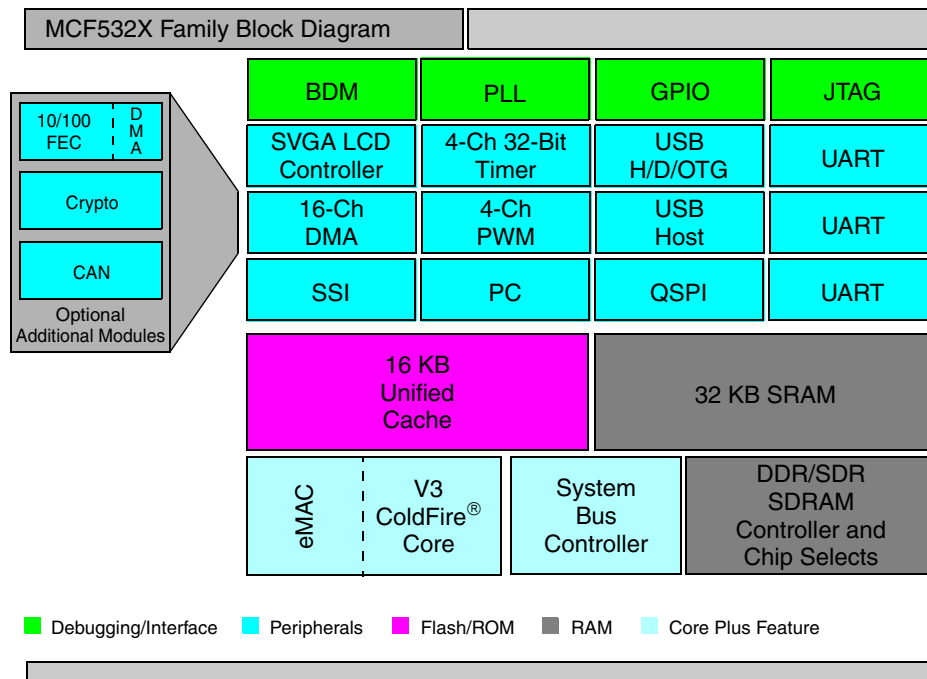 MCF532X Family Block Diagram
BDM
PLL
GPIO
JTAG
10/100
FEC
D
M
A
Crypto
CAN
Optional
Additional Modules
SVGA LCD
Controller
4-Ch 32-Bit
Timer
USB
H/D/OTG
UART
16-Ch
DMA
4-Ch
PWM
USB
Host
UART
SSI
PC
QSPI
UART
16 KB
Unified
Cache
32 KB SRAM
eMAC
V3
ColdFire®
Core
System
Bus
Controller
DDR/SDR
SDRAM
Controller and
Chip Selects
Debugging/Interface
Peripherals
Flash/ROM
RAM
Core Plus Feature